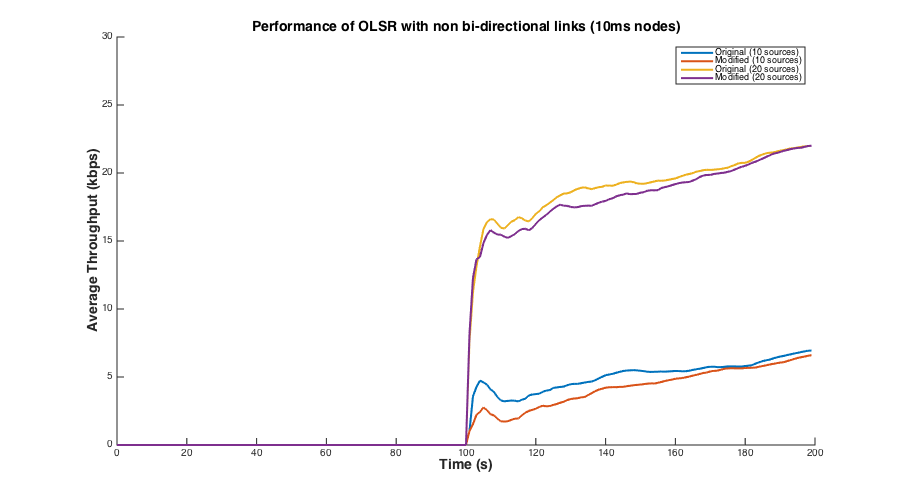 Performance of OLSR with non bi-directional links (10ms nodes)
Original (10 sources)
Modified (10 sources)
Original (20 sources)
Modified (20 sources)
Average Throughput (kbps)
30
25
20
15
10
5
0
0 20 40 60 80 100 120 140 160 180 200
Time (s)